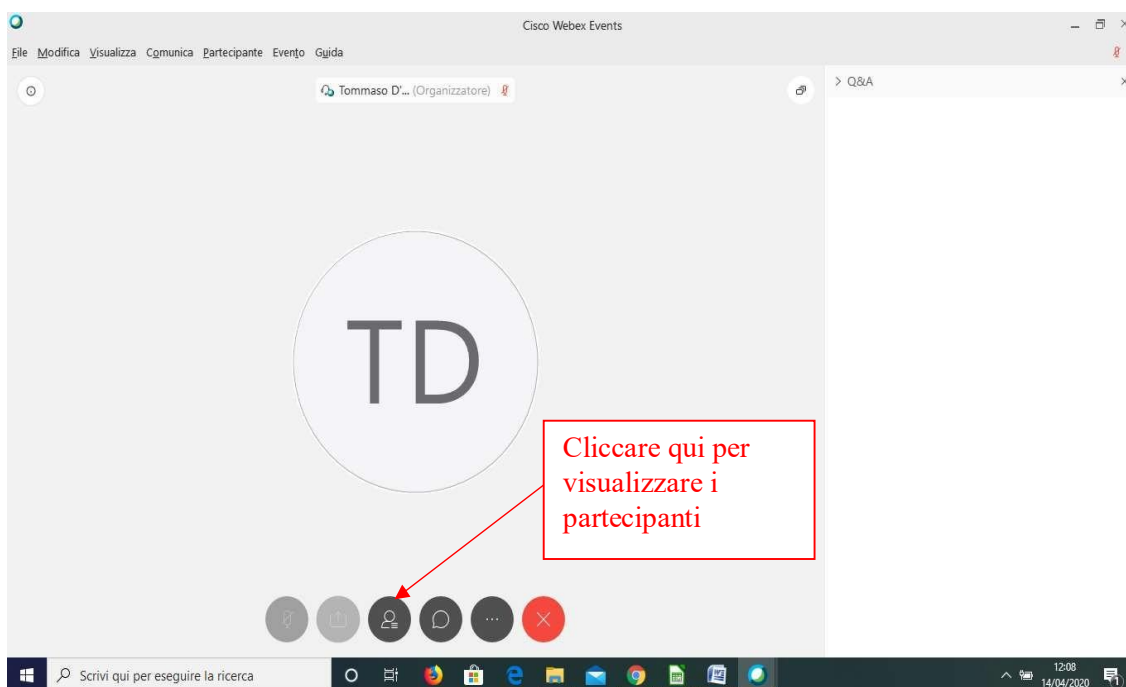 Cisco Webex Events
File Modifica Visualizza Comunica Partecipante Evento Guida
Tommaso D'... (Organizzatore)
> Q&A
TD
Cliccare qui per
visualizzare i
partecipanti
Scrivi qui per eseguire la ricerca
12:08
14/04/2020
1